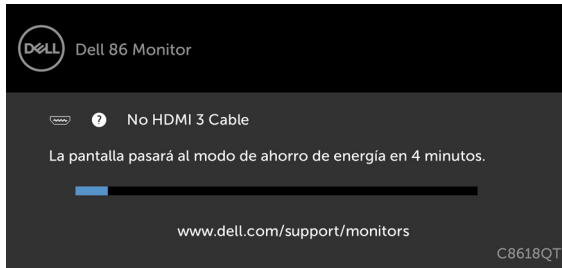 DELL
Dell 86 Monitor
? No HDMI 3 Cable
La pantalla pasará al modo de ahorro de energía en 4 minutos.
www.dell.com/support/monitors
C8618QT